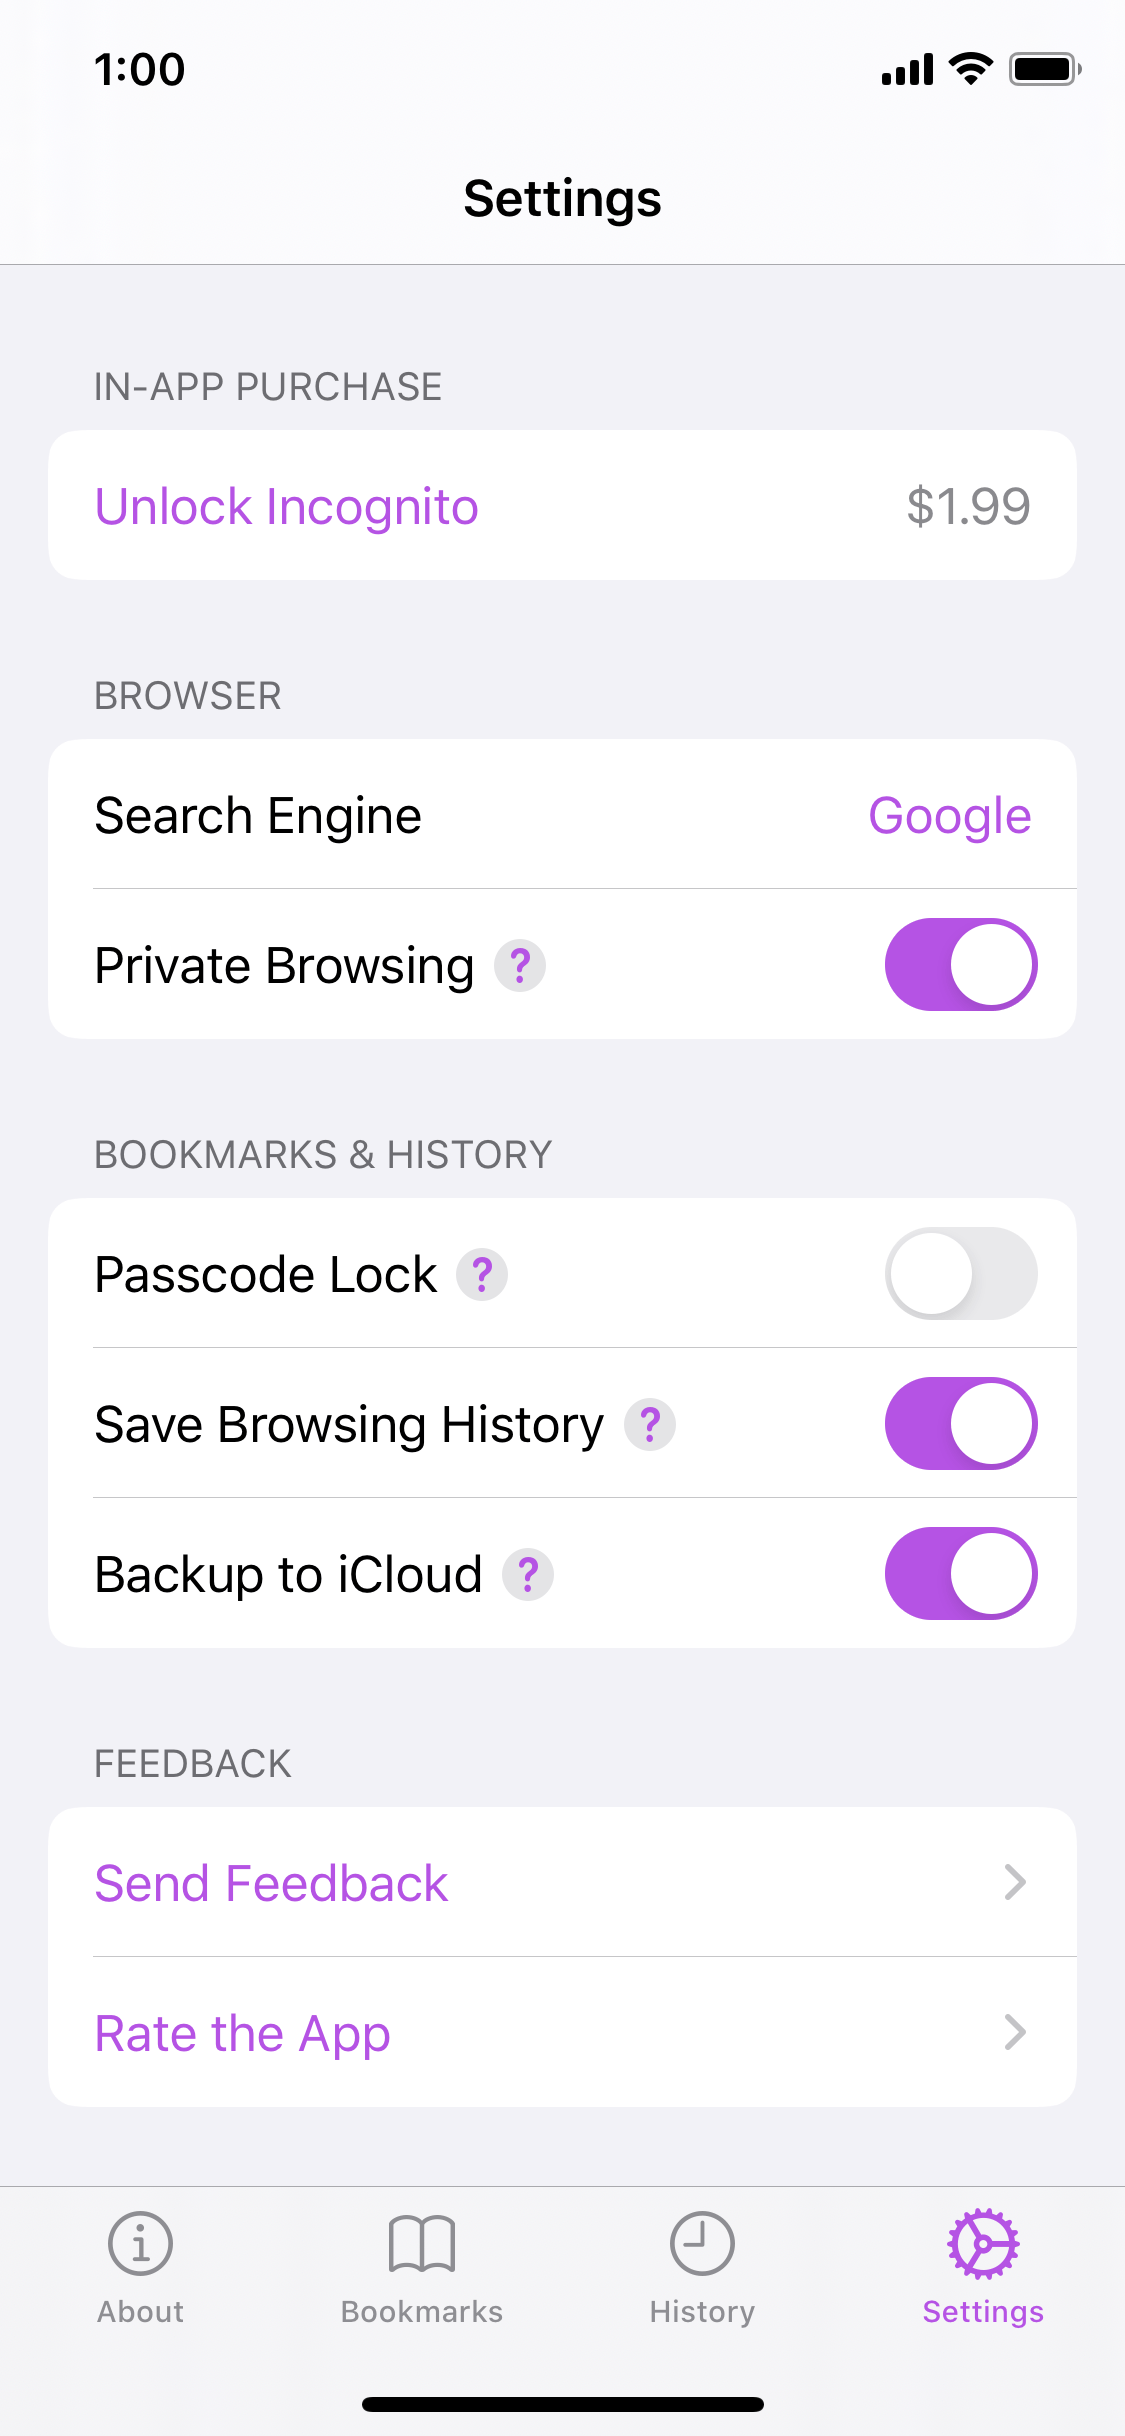 1:00
Settings
IN-APP PURCHASE
Unlock Incognito $1.99
BROWSER
Search Engine Google
Private Browsing ?
BOOKMARKS & HISTORY
Passcode Lock ?
Save Browsing History ?
Backup to iCloud ?
FEEDBACK
Send Feedback
Rate the App
About Bookmarks History Settings